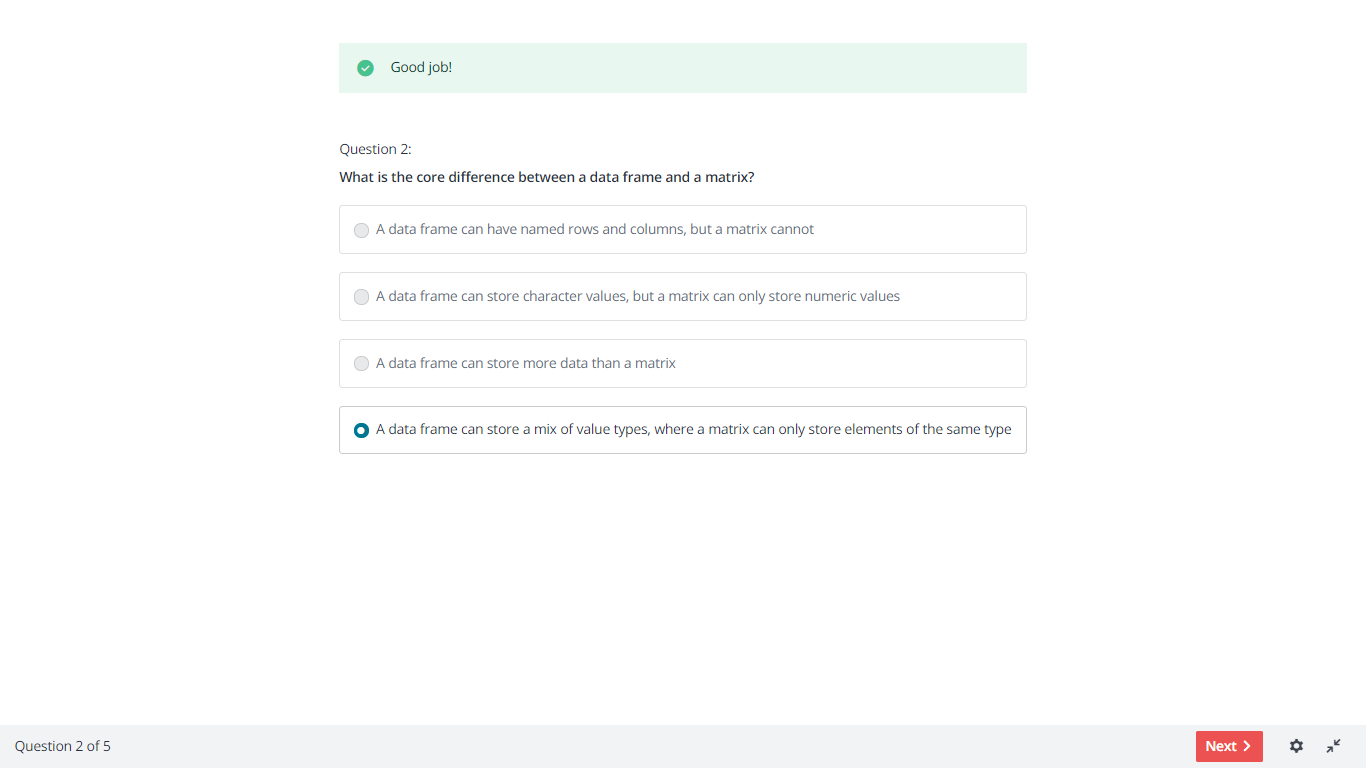 Good job!
Question 2:
What is the core difference between a data frame and a matrix?
A data frame can have named rows and columns, but a matrix cannot
A data frame can store character values, but a matrix can only store numeric values
A data frame can store more data than a matrix
A data frame can store a mix of value types, where a matrix can only store elements of the same type
Question 2 of 5
Next